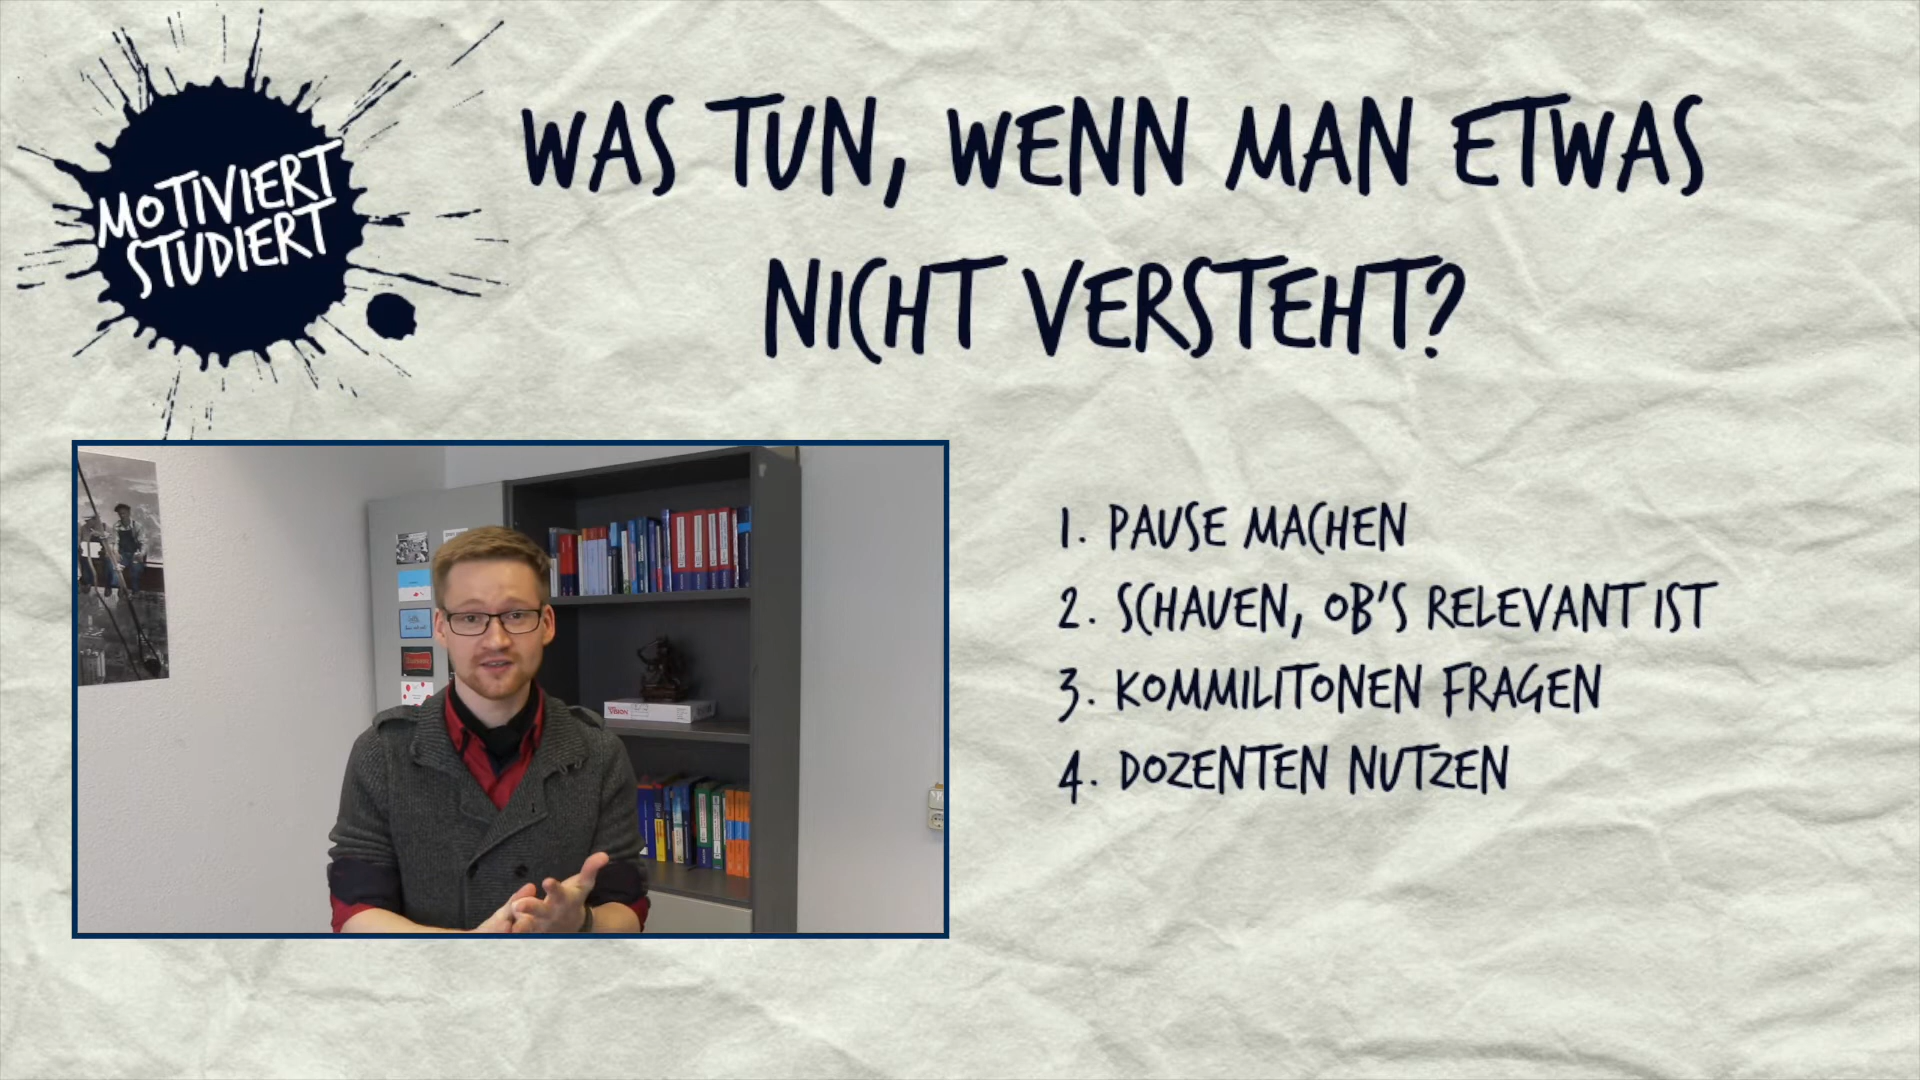 MOTIVIERT
STUDIERT
WAS TUN, WENN MAN ETWAS
NICHT VERSTEHT?
1. PAUSE MACHEN
2. SCHAUEN, OB'S RELEVANT IST
3. KOMMILITONEN FRAGEN
4. DOZENTEN NUTZEN